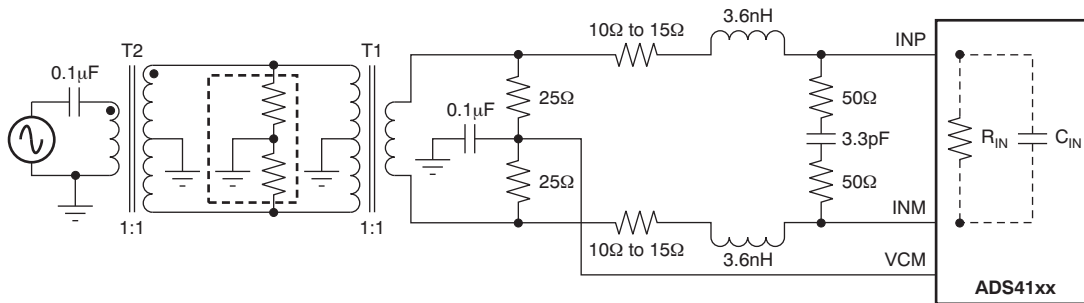 3.6nH
10Ω to 15Ω
INP
T2
T1
0.1μF
0.1μF
25Ω
50Ω
3.3pF
R_IN
C_IN
25Ω
50Ω
INM
1:1
1:1
10Ω to 15Ω
3.6nH
VCM
ADS41xx